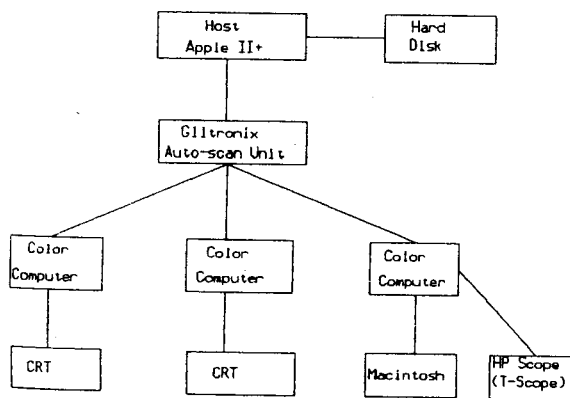 Host
Apple II+
Hard
Disk
Giltronix
Auto-scan Unit
Color
Computer
Color
Computer
Color
Computer
CRT
CRT
Macintosh
HP Scope
(T-Scope)